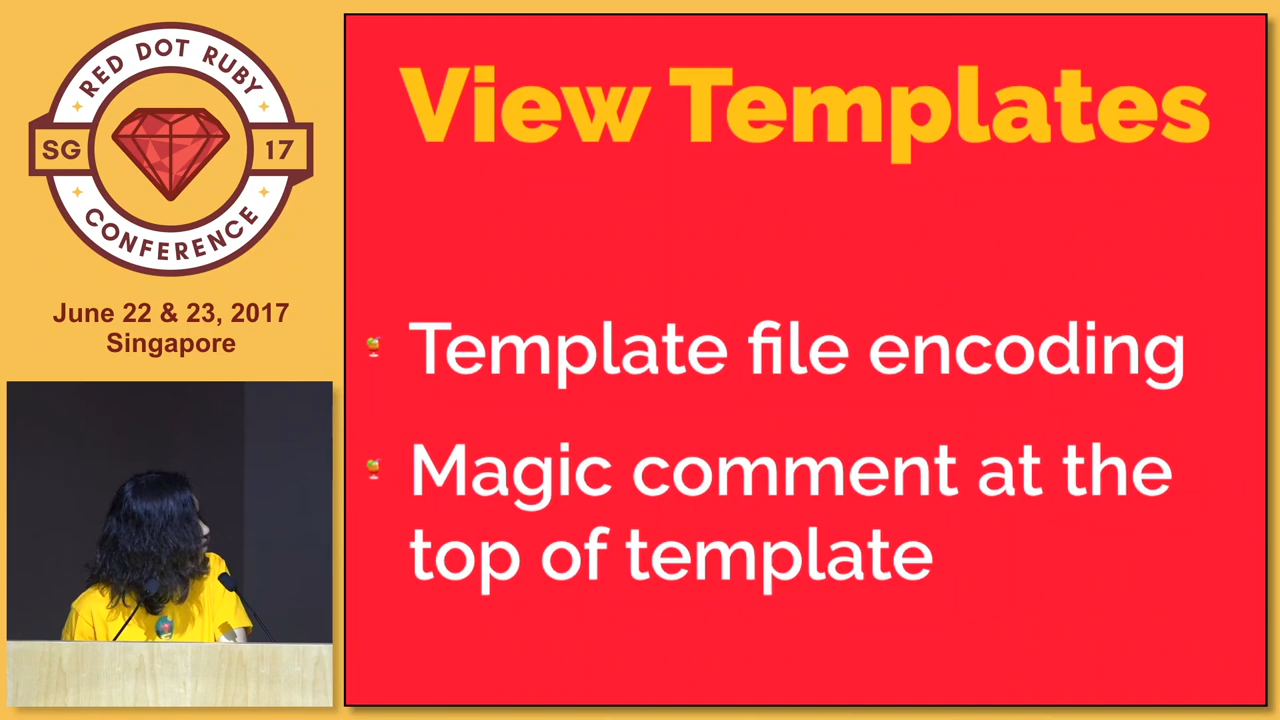 RED DOT RUBY
SG
17
CONFERENCE
June 22 & 23, 2017
Singapore
View Templates
Template file encoding
Magic comment at the
top of template